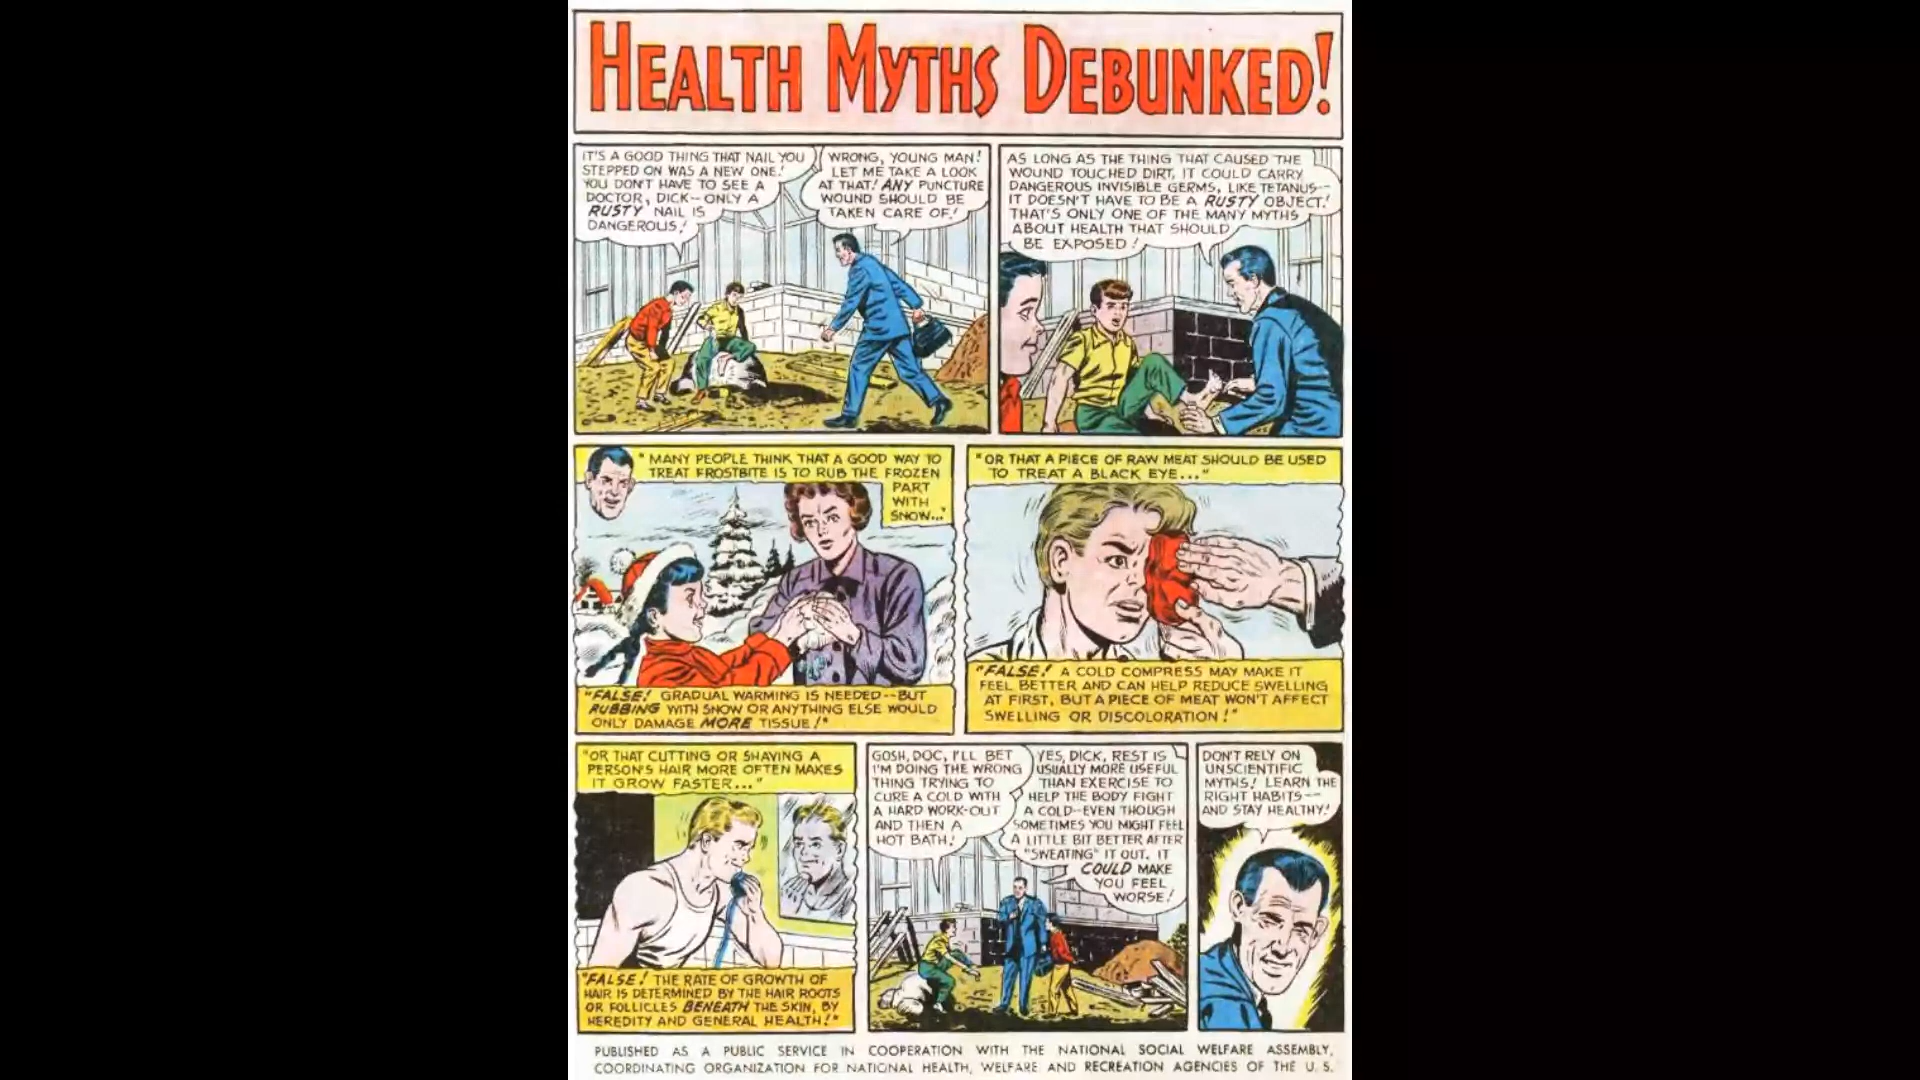 HEALTH MYTHS DEBUNKED!
IT'S A GOOD THING THAT NAIL YOU
STEPPED ON WAS A NEW ONE!
YOU DON'T HAVE TO SEE A
DOCTOR, DICK--ONLY A
RUSTY NAIL IS
DANGEROUS!
WRONG, YOUNG MAN!
LET ME TAKE A LOOK
AT THAT! ANY PUNCTURE
WOUND SHOULD BE
TAKEN CARE OF!
AS LONG AS THE THING THAT CAUSED THE
WOUND TOUCHED DIRT, IT COULD CARRY
DANGEROUS INVISIBLE GERMS, LIKE TETANUS--
IT DOESN'T HAVE TO BE A RUSTY OBJECT!
THAT'S ONLY ONE OF THE MANY MYTHS
ABOUT HEALTH THAT SHOULD
BE EXPOSED!
"MANY PEOPLE THINK THAT A GOOD WAY TO
TREAT FROSTBITE IS TO RUB THE FROZEN
PART
WITH
SNOW..."
"FALSE! GRADUAL WARMING IS NEEDED--BUT
RUBBING WITH SNOW OR ANYTHING ELSE WOULD
ONLY DAMAGE MORE TISSUE!"
"OR THAT A PIECE OF RAW MEAT SHOULD BE USED
TO TREAT A BLACK EYE..."
"FALSE! A COLD COMPRESS MAY MAKE IT
FEEL BETTER AND CAN HELP REDUCE SWELLING
AT FIRST, BUT A PIECE OF MEAT WON'T AFFECT
SWELLING OR DISCOLORATION!"
"OR THAT CUTTING OR SHAVING A
PERSON'S HAIR MORE OFTEN MAKES
IT GROW FASTER..."
"FALSE! THE RATE OF GROWTH OF
HAIR IS DETERMINED BY THE HAIR ROOTS
OR FOLLICLES BENEATH THE SKIN, BY
HEREDITY AND GENERAL HEALTH!"
GOSH, DOC, I'LL BET
I'M DOING THE WRONG
THING TRYING TO
CURE A COLD WITH
A HARD WORK-OUT
AND THEN A
HOT BATH!
YES, DICK, REST IS
USUALLY MORE USEFUL
THAN EXERCISE TO
HELP THE BODY FIGHT
A COLD--EVEN THOUGH
SOMETIMES YOU MIGHT FEEL
A LITTLE BIT BETTER AFTER
"SWEATING" IT OUT. IT
COULD MAKE
YOU FEEL
WORSE!
DON'T RELY ON
UNSCIENTIFIC
MYTHS! LEARN THE
RIGHT HABITS--
AND STAY HEALTHY!
PUBLISHED AS A PUBLIC SERVICE IN COOPERATION WITH THE NATIONAL SOCIAL WELFARE ASSEMBLY,
COORDINATING ORGANIZATION FOR NATIONAL HEALTH, WELFARE AND RECREATION AGENCIES OF THE U. S.